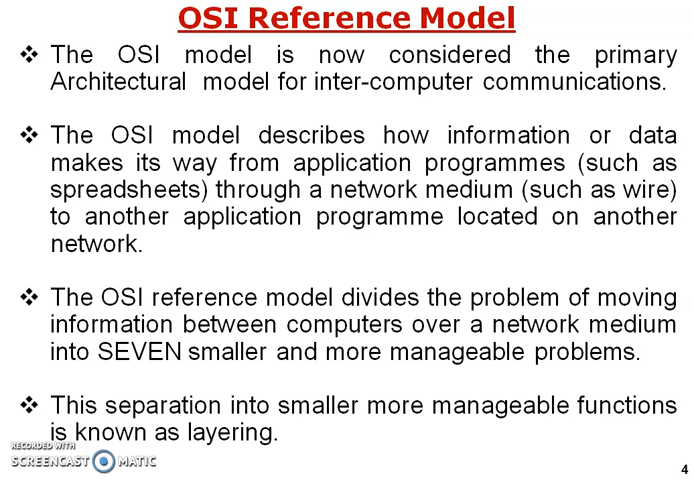 OSI Reference Model
❖ The OSI model is now considered the primary
Architectural model for inter-computer communications.
❖ The OSI model describes how information or data
makes its way from application programmes (such as
spreadsheets) through a network medium (such as wire)
to another application programme located on another
network.
❖ The OSI reference model divides the problem of moving
information between computers over a network medium
into SEVEN smaller and more manageable problems.
❖ This separation into smaller more manageable functions
is known as layering.
RECORDED WITH
SCREENCAST MATIC
4